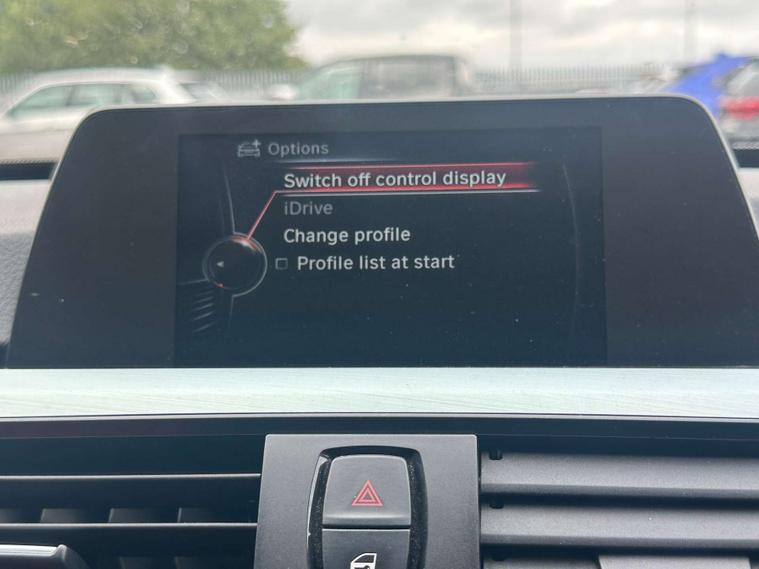 Options
Switch off control display
iDrive
Change profile
Profile list at start